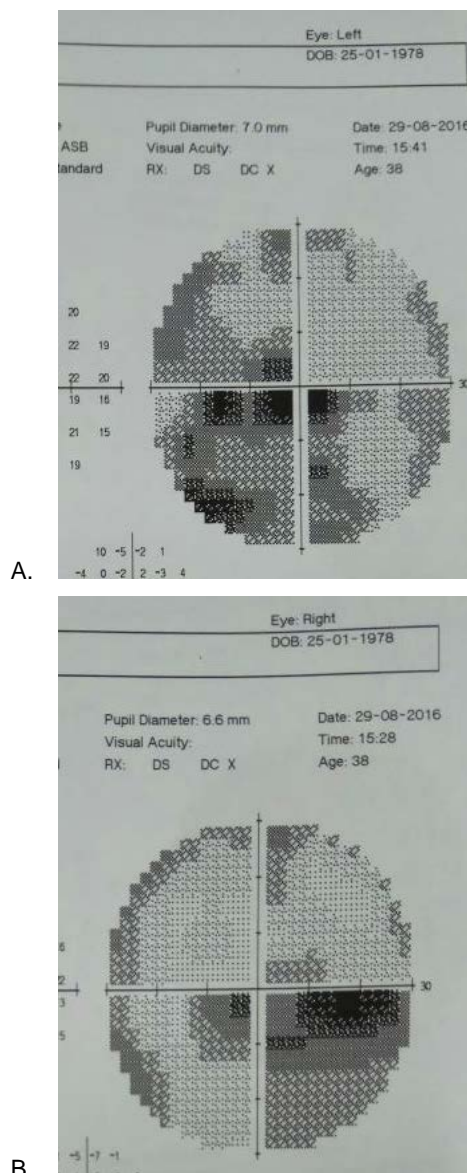 Eye: Left
DOB: 25-01-1978
Pupil Diameter: 7.0 mm Date: 29-08-2016
ASB Visual Acuity: Time: 15:41
tandard RX: DS DC X Age: 38
20
22 19
22 20 30
19 16
21 15
19
10 -5 -2 1
-4 0 -2 2 -3 4
A.
Eye: Right
DOB: 25-01-1978
Pupil Diameter: 6.6 mm Date: 29-08-2016
Visual Acuity: Time: 15:28
RX: DS DC X Age: 38
30
3
5
-5 -7 -1
B.